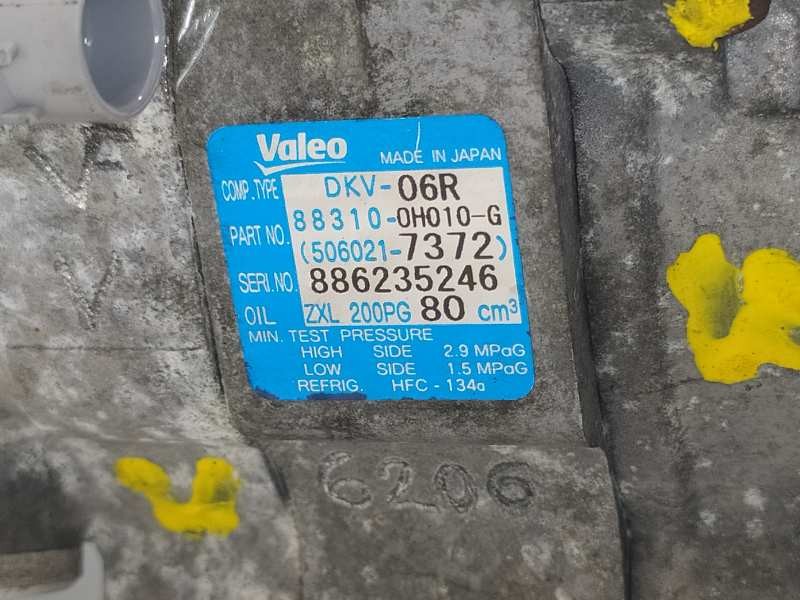 Valeo MADE IN JAPAN
COMP.TYPE DKV-06R
PART NO. 88310-0H010-G
(506021-7372)
SERI.NO. 886235246
OIL ZXL 200PG 80 cm³
MIN. TEST PRESSURE
HIGH SIDE 2.9 MPaG
LOW SIDE 1.5 MPaG
REFRIG. HFC-134a
6206